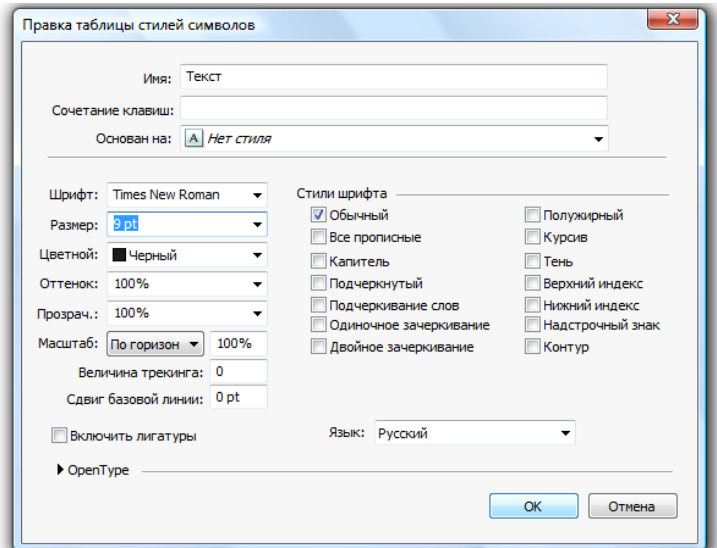 Правка таблицы стилей символов
Имя: Текст
Сочетание клавиш:
Основан на: A Нет стиля
Шрифт: Times New Roman
Размер: 9 pt
Цветной: Черный
Оттенок: 100%
Прозрач.: 100%
Масштаб: По горизон 100%
Величина трекинга: 0
Сдвиг базовой линии: 0 pt
Стили шрифта
Обычный Полужирный
Все прописные Курсив
Капитель Тень
Подчеркнутый Верхний индекс
Подчеркивание слов Нижний индекс
Одиночное зачеркивание Надстрочный знак
Двойное зачеркивание Контур
Включить лигатуры Язык: Русский
OpenType
OK Отмена